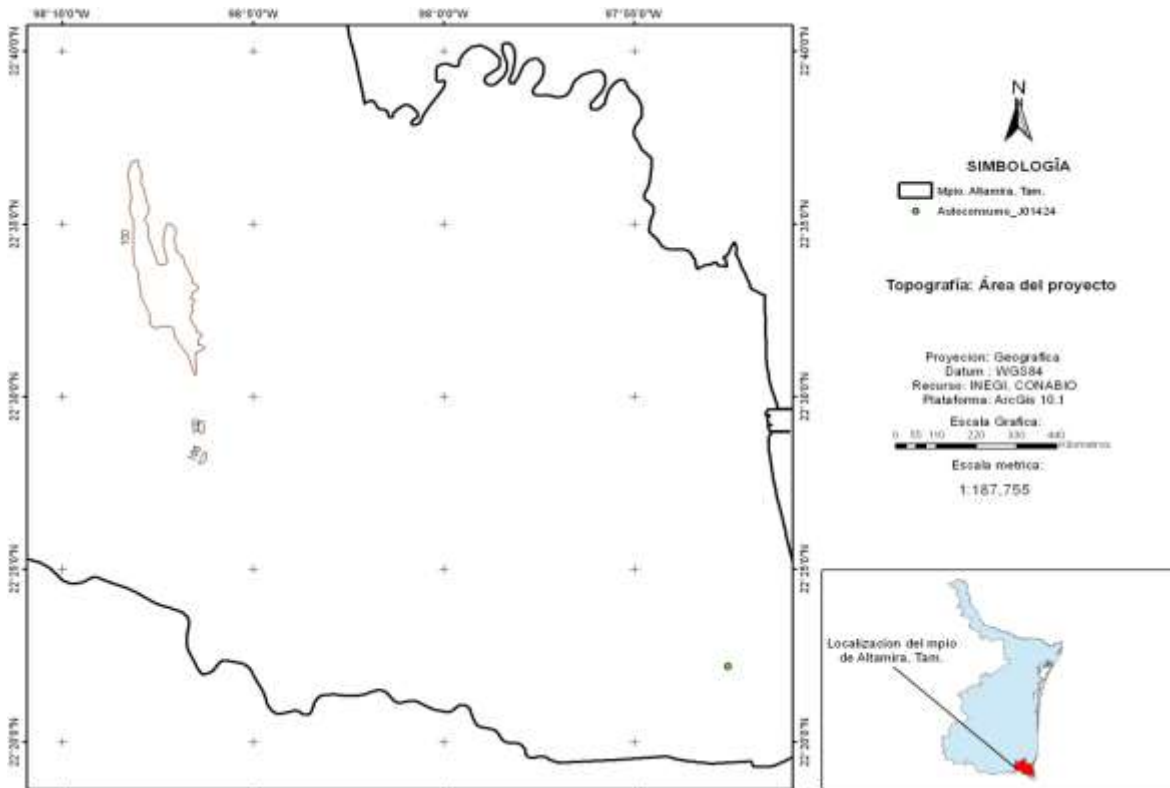 98°10'0"W 98°5'0"W 98°0'0"W 97°55'0"W
22°40'0"N 22°40'0"N
22°35'0"N 22°35'0"N
22°30'0"N 22°30'0"N
22°25'0"N 22°25'0"N
22°20'0"N 22°20'0"N
100
N
SIMBOLOGÍA
Mpio. Altamira, Tam.
Autoconsumo_J01424
Topografía: Área del proyecto
Proyecion: Geografica
Datum : WGS84
Recurso: INEGI, CONABIO
Plataforma: ArcGis 10.1
Escala Grafica:
0 55 110 220 330 440
Kilometros
Escala metrica:
1:187,755
Localizacion del mpio
de Altamira, Tam.